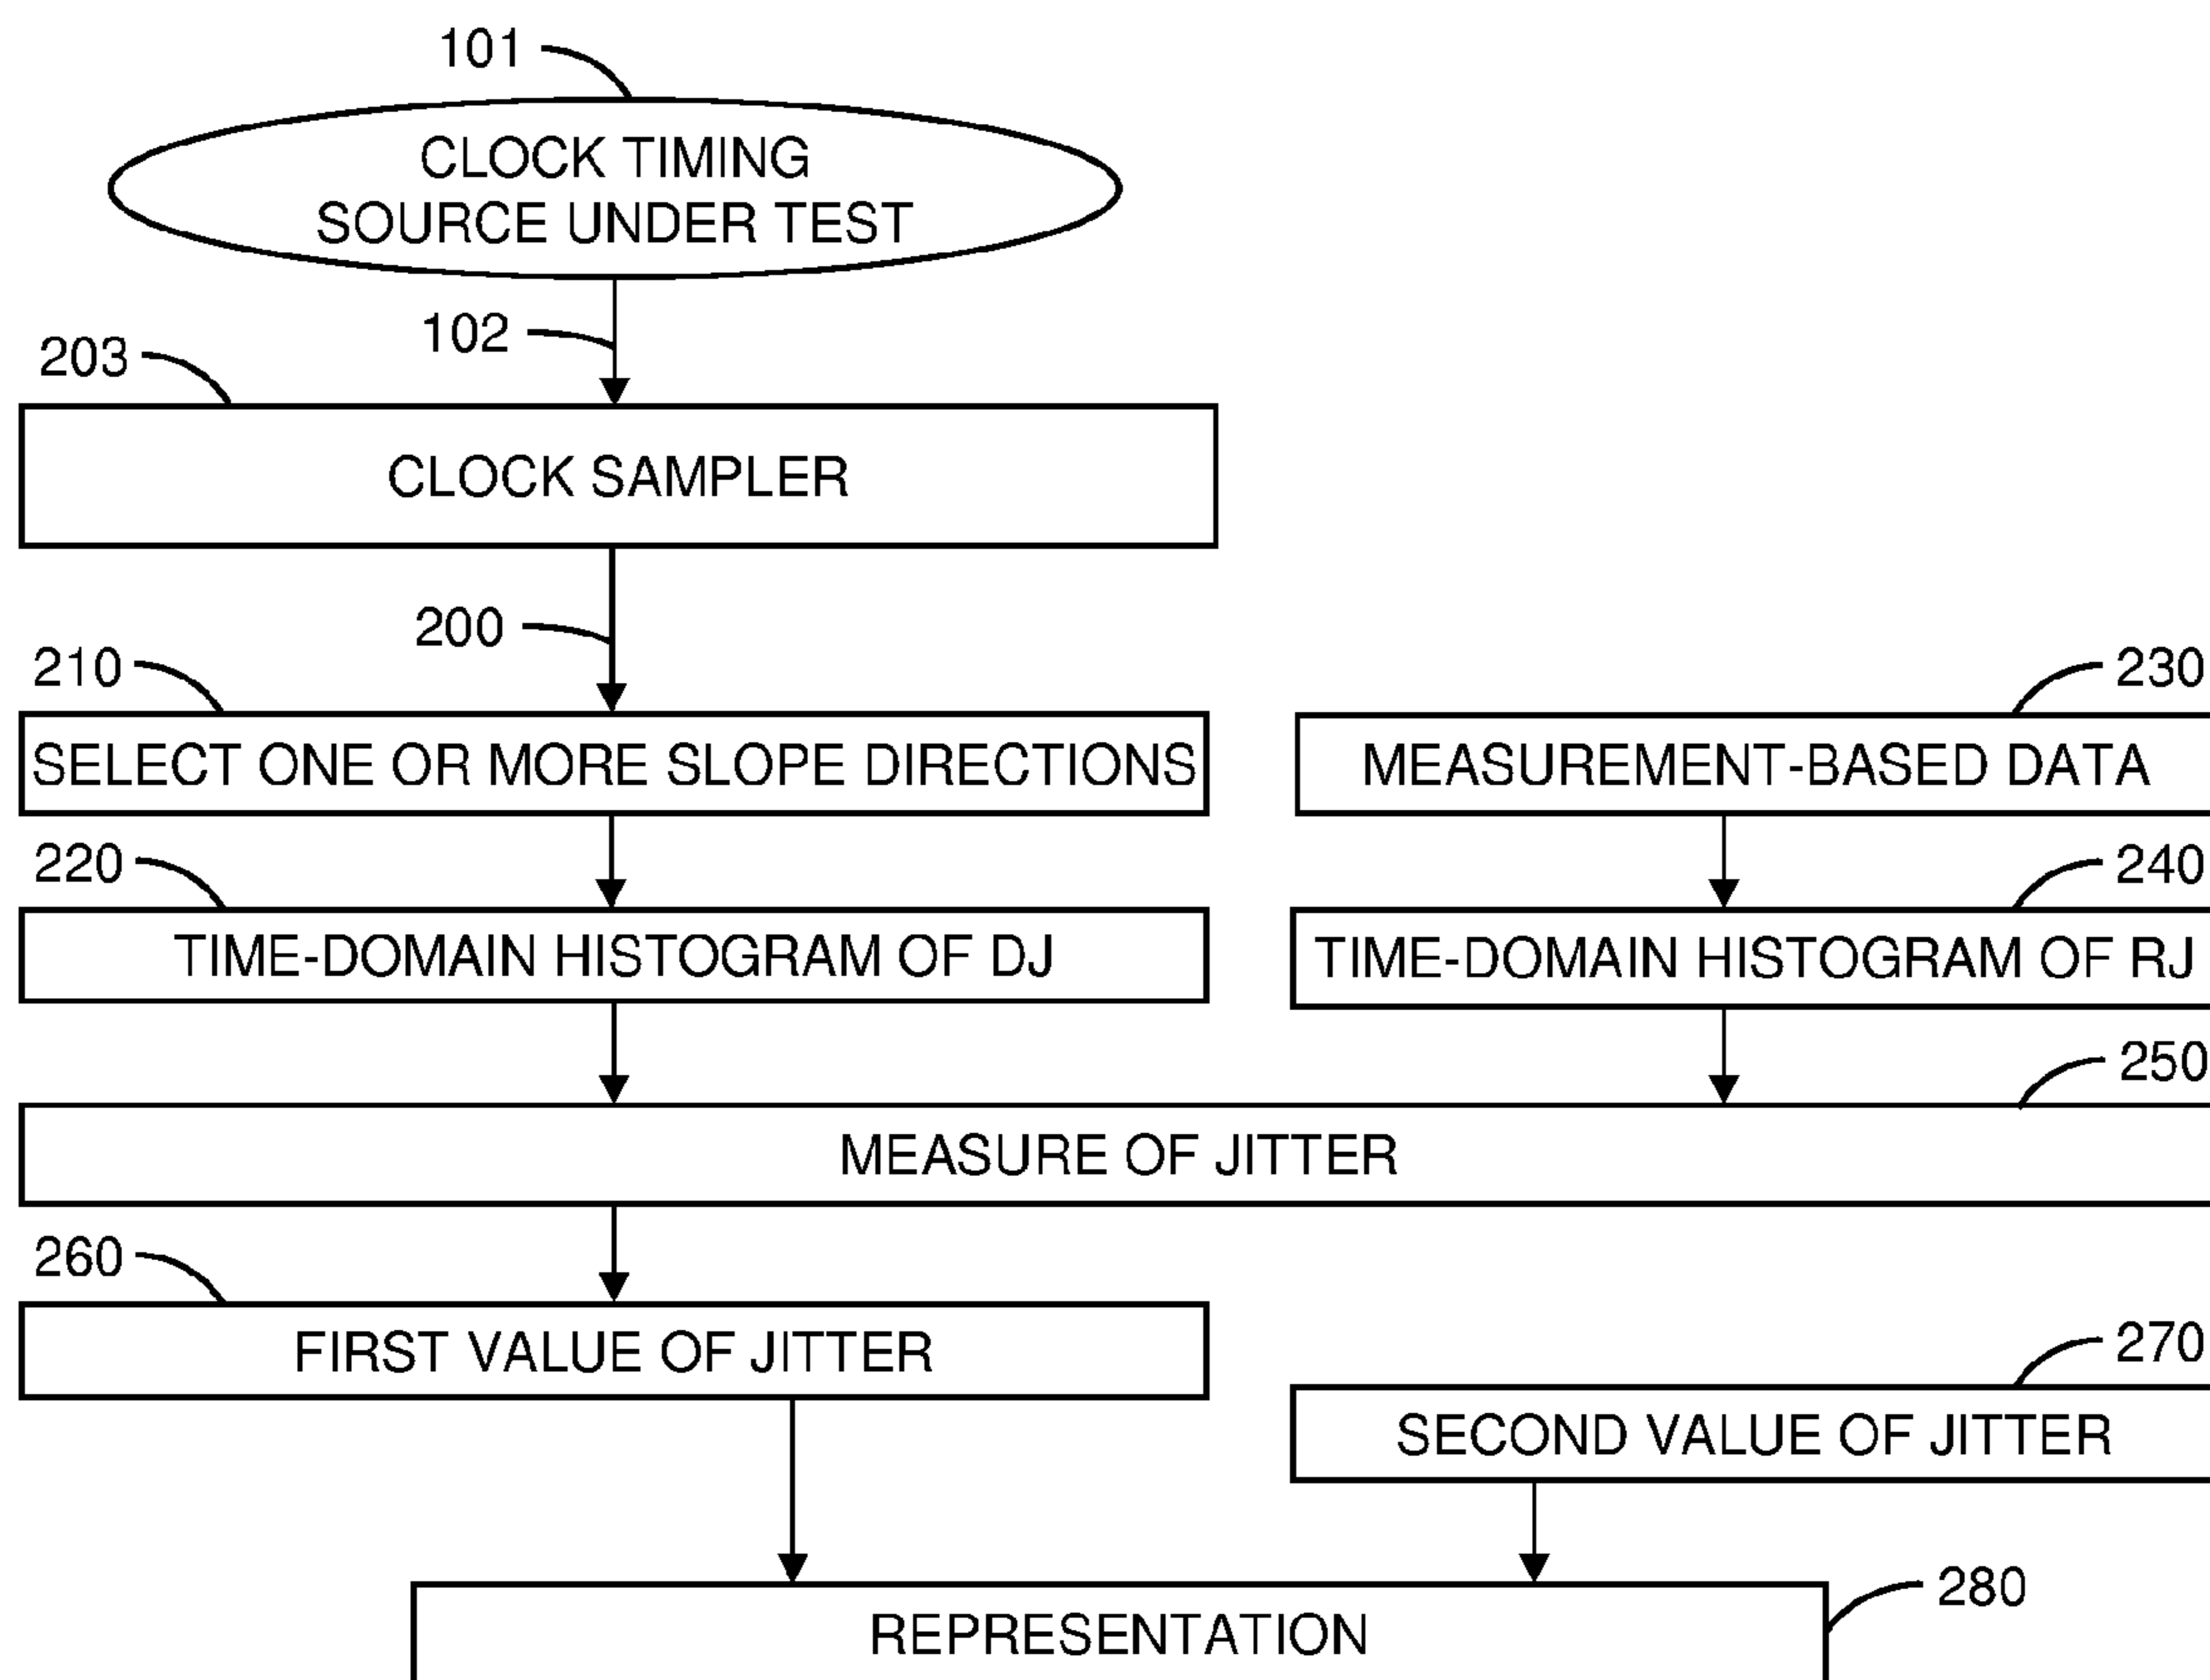 101
CLOCK TIMING
SOURCE UNDER TEST
102
203
CLOCK SAMPLER
200
210
230
SELECT ONE OR MORE SLOPE DIRECTIONS
MEASUREMENT-BASED DATA
220
240
TIME-DOMAIN HISTOGRAM OF DJ
TIME-DOMAIN HISTOGRAM OF RJ
250
MEASURE OF JITTER
260
FIRST VALUE OF JITTER
270
SECOND VALUE OF JITTER
280
REPRESENTATION